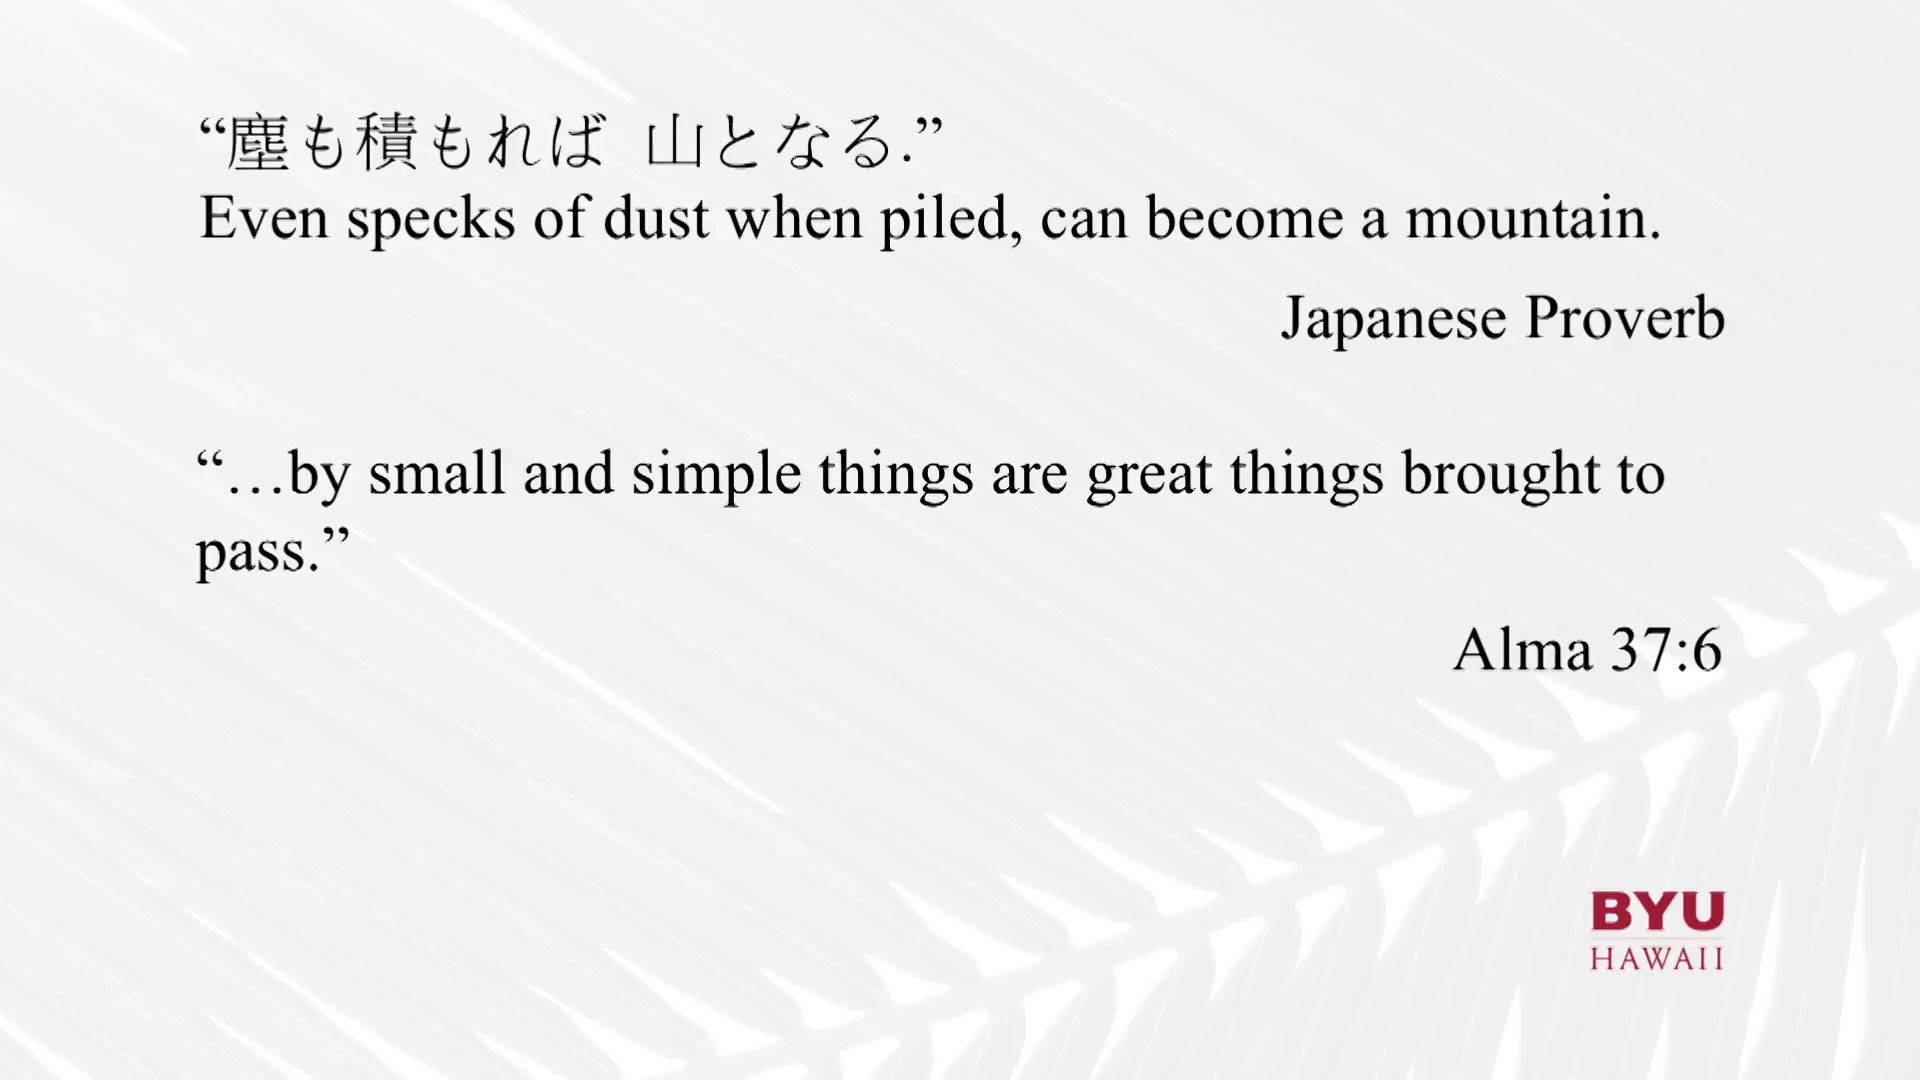 “塵も積もれば 山となる.”
Even specks of dust when piled, can become a mountain.
Japanese Proverb
“…by small and simple things are great things brought to
pass.”
Alma 37:6
BYU
HAWAII